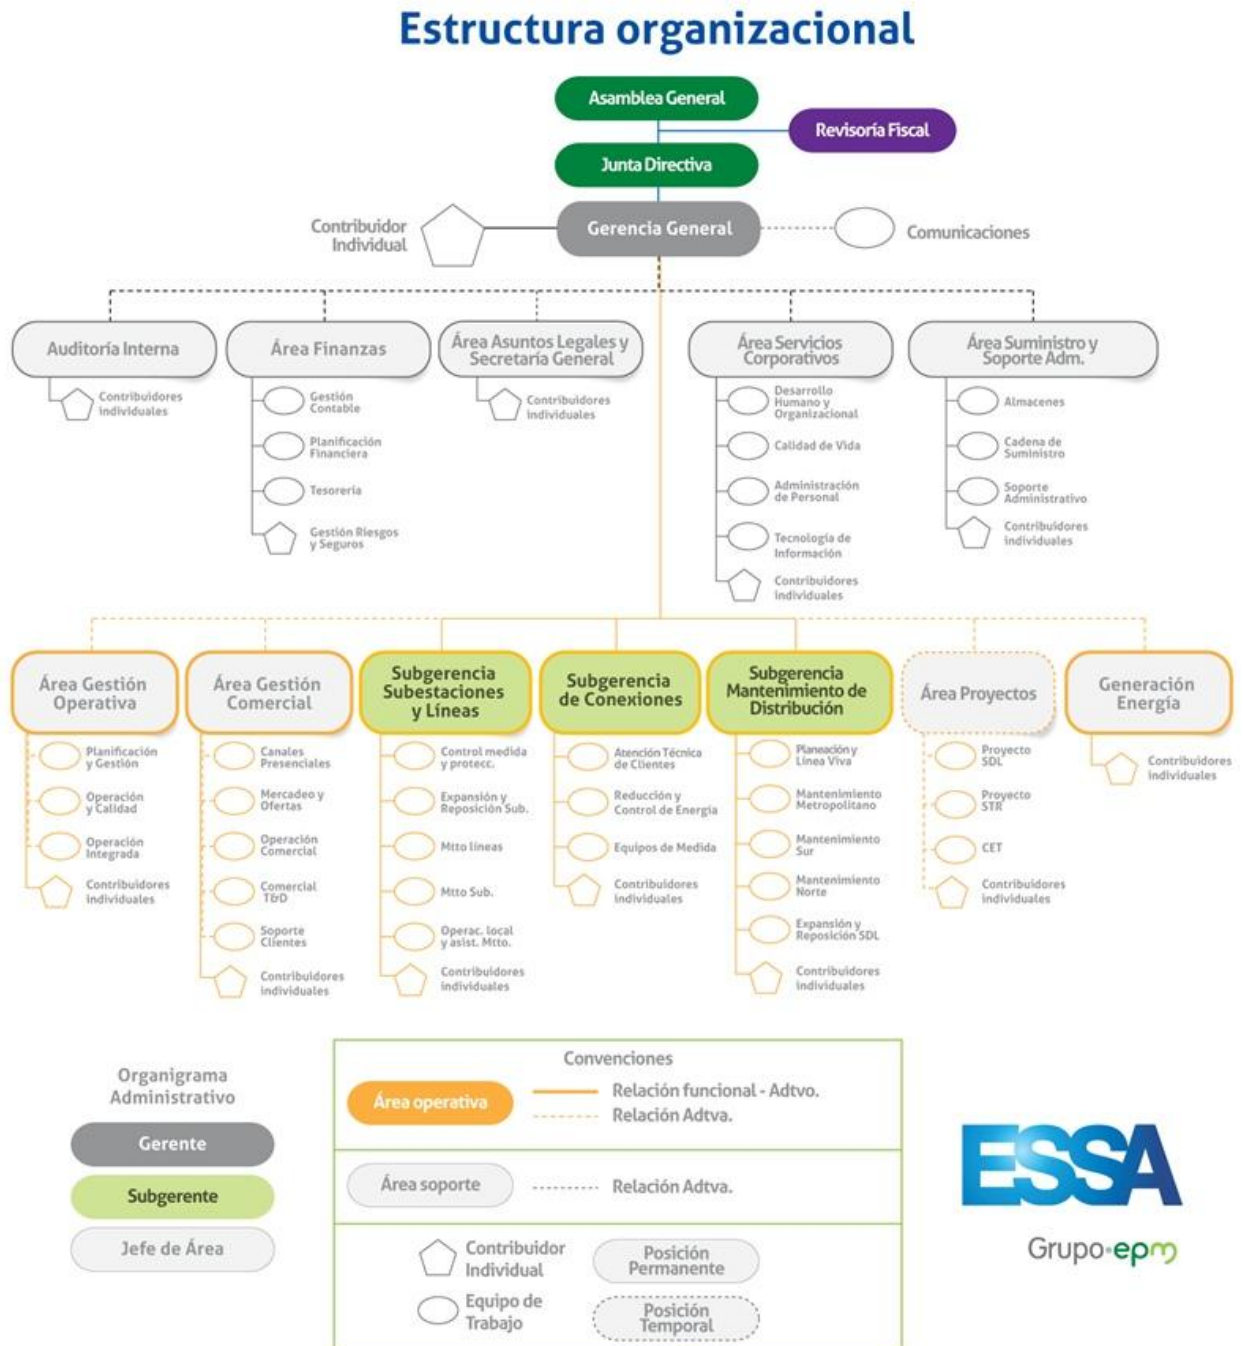 Estructura organizacional
Asamblea General
Revisoría Fiscal
Junta Directiva
Contribuidor
Individual
Gerencia General
Comunicaciones
Auditoría Interna
Contribuidores
individuales
Área Finanzas
Gestión
Contable
Planificación
Financiera
Tesorería
Gestión Riesgos
y Seguros
Área Asuntos Legales y
Secretaría General
Contribuidores
individuales
Área Servicios
Corporativos
Desarrollo
Humano y
Organizacional
Calidad de Vida
Administración
de Personal
Tecnología de
Información
Contribuidores
individuales
Área Suministro y
Soporte Adm.
Almacenes
Cadena de
Suministro
Soporte
Administrativo
Contribuidores
individuales
Área Gestión
Operativa
Planificación
y Gestión
Operación
y Calidad
Operación
Integrada
Contribuidores
individuales
Área Gestión
Comercial
Canales
Presenciales
Mercadeo y
Ofertas
Operación
Comercial
Comercial
T&D
Soporte
Clientes
Contribuidores
individuales
Subgerencia
Subestaciones
y Líneas
Control medida
y protecc.
Expansión y
Reposición Sub.
Mtto líneas
Mtto Sub.
Operac. local
y asist. Mtto.
Contribuidores
individuales
Subgerencia
de Conexiones
Atención Técnica
de Clientes
Reducción y
Control de Energía
Equipos de Medida
Contribuidores
individuales
Subgerencia
Mantenimiento de
Distribución
Planeación y
Línea Viva
Mantenimiento
Metropolitano
Mantenimiento
Sur
Mantenimiento
Norte
Expansión y
Reposición SDL
Contribuidores
individuales
Área Proyectos
Proyecto
SDL
Proyecto
STR
CET
Contribuidores
individuales
Generación
Energía
Contribuidores
individuales
Organigrama
Administrativo
Gerente
Subgerente
Jefe de Área
Convenciones
Área operativa
Relación funcional - Adtvo.
Relación Adtva.
Área soporte
Relación Adtva.
Contribuidor
Individual
Posición
Permanente
Equipo de
Trabajo
Posición
Temporal
ESSA
Grupo·epm